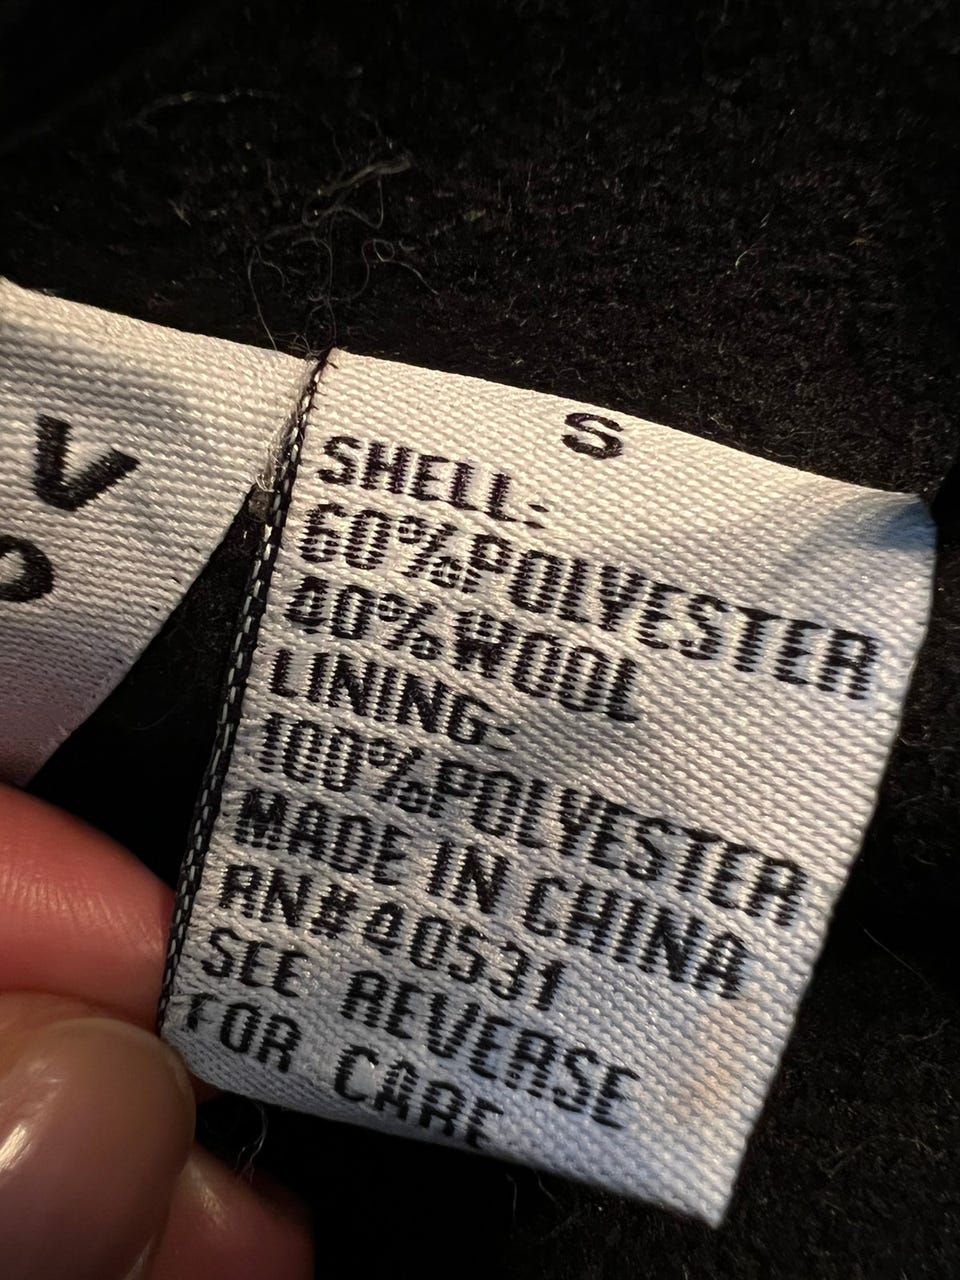 S
SHELL:
60%POLYESTER
40%WOOL
LINING:
100%POLYESTER
MADE IN CHINA
RN#40531
SEE REVERSE
FOR CARE